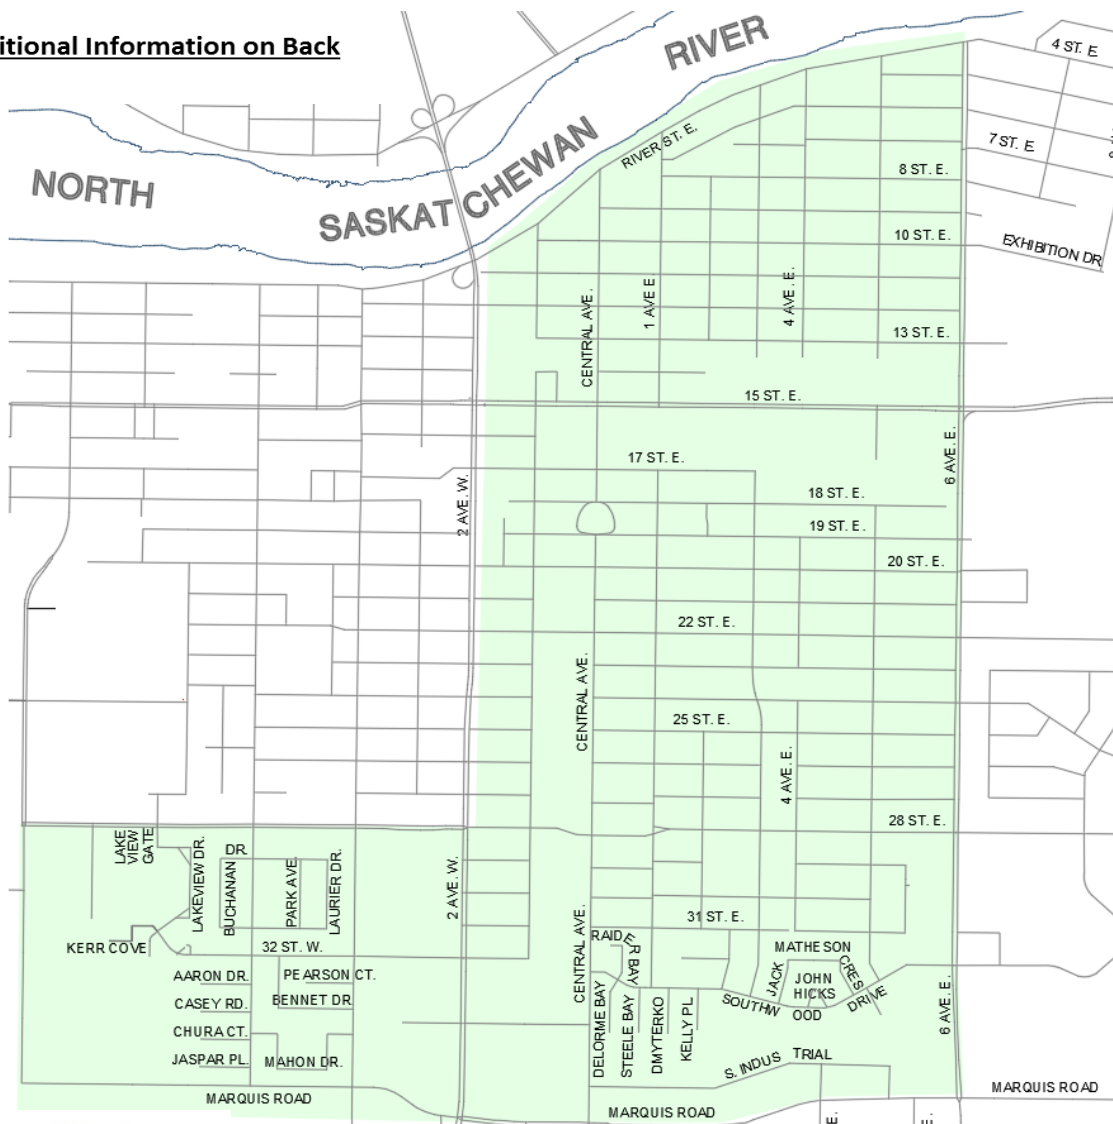 itional Information on Back
RIVER
4 ST. E.
7 ST. E.
RIVER ST. E.
8 ST. E.
NORTH
SASKATCHEWAN
10 ST. E.
EXHIBITION DR
CENTRAL AVE.
1 AVE E
4 AVE. E.
13 ST. E.
15 ST. E.
17 ST. E.
6 AVE. E.
2 AVE. W.
18 ST. E.
19 ST. E.
20 ST. E.
22 ST. E.
CENTRAL AVE.
25 ST. E.
4 AVE. E.
28 ST. E.
LAKE
VIEW
GATE
LAKEVIEW DR.
BUCHANAN
DR.
PARK AVE.
LAURIER DR.
2 AVE. W.
31 ST. E.
CENTRAL AVE.
RAIDER BAY
KERR COVE
32 ST. W.
MATHESON
CRES
JACK
JOHN
HICKS
AARON DR.
PEARSON CT.
CASEY RD.
BENNET DR.
SOUTHWOOD
DRIVE
6 AVE. E.
DELORME BAY
STEELE BAY
DMYTERKO
KELLY PL.
CHURA CT.
JASPAR PL.
MAHON DR.
S. INDUSTRIAL
MARQUIS ROAD
MARQUIS ROAD
MARQUIS ROAD
E.
E.